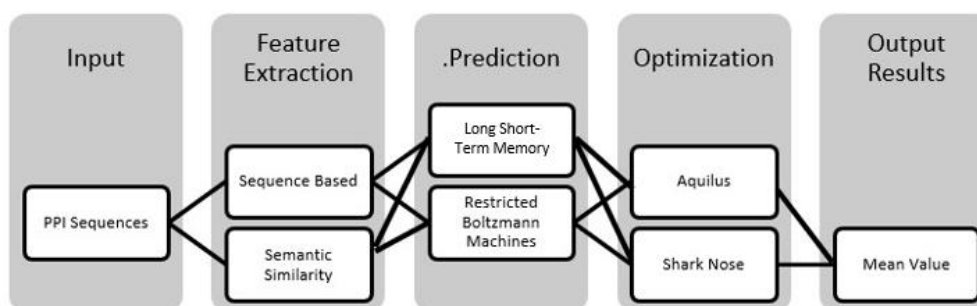 Input
Feature
Extraction
.Prediction
Optimization
Output
Results
PPI Sequences
Sequence Based
Semantic
Similarity
Long Short-
Term Memory
Restricted
Boltzmann
Machines
Aquilus
Shark Nose
Mean Value